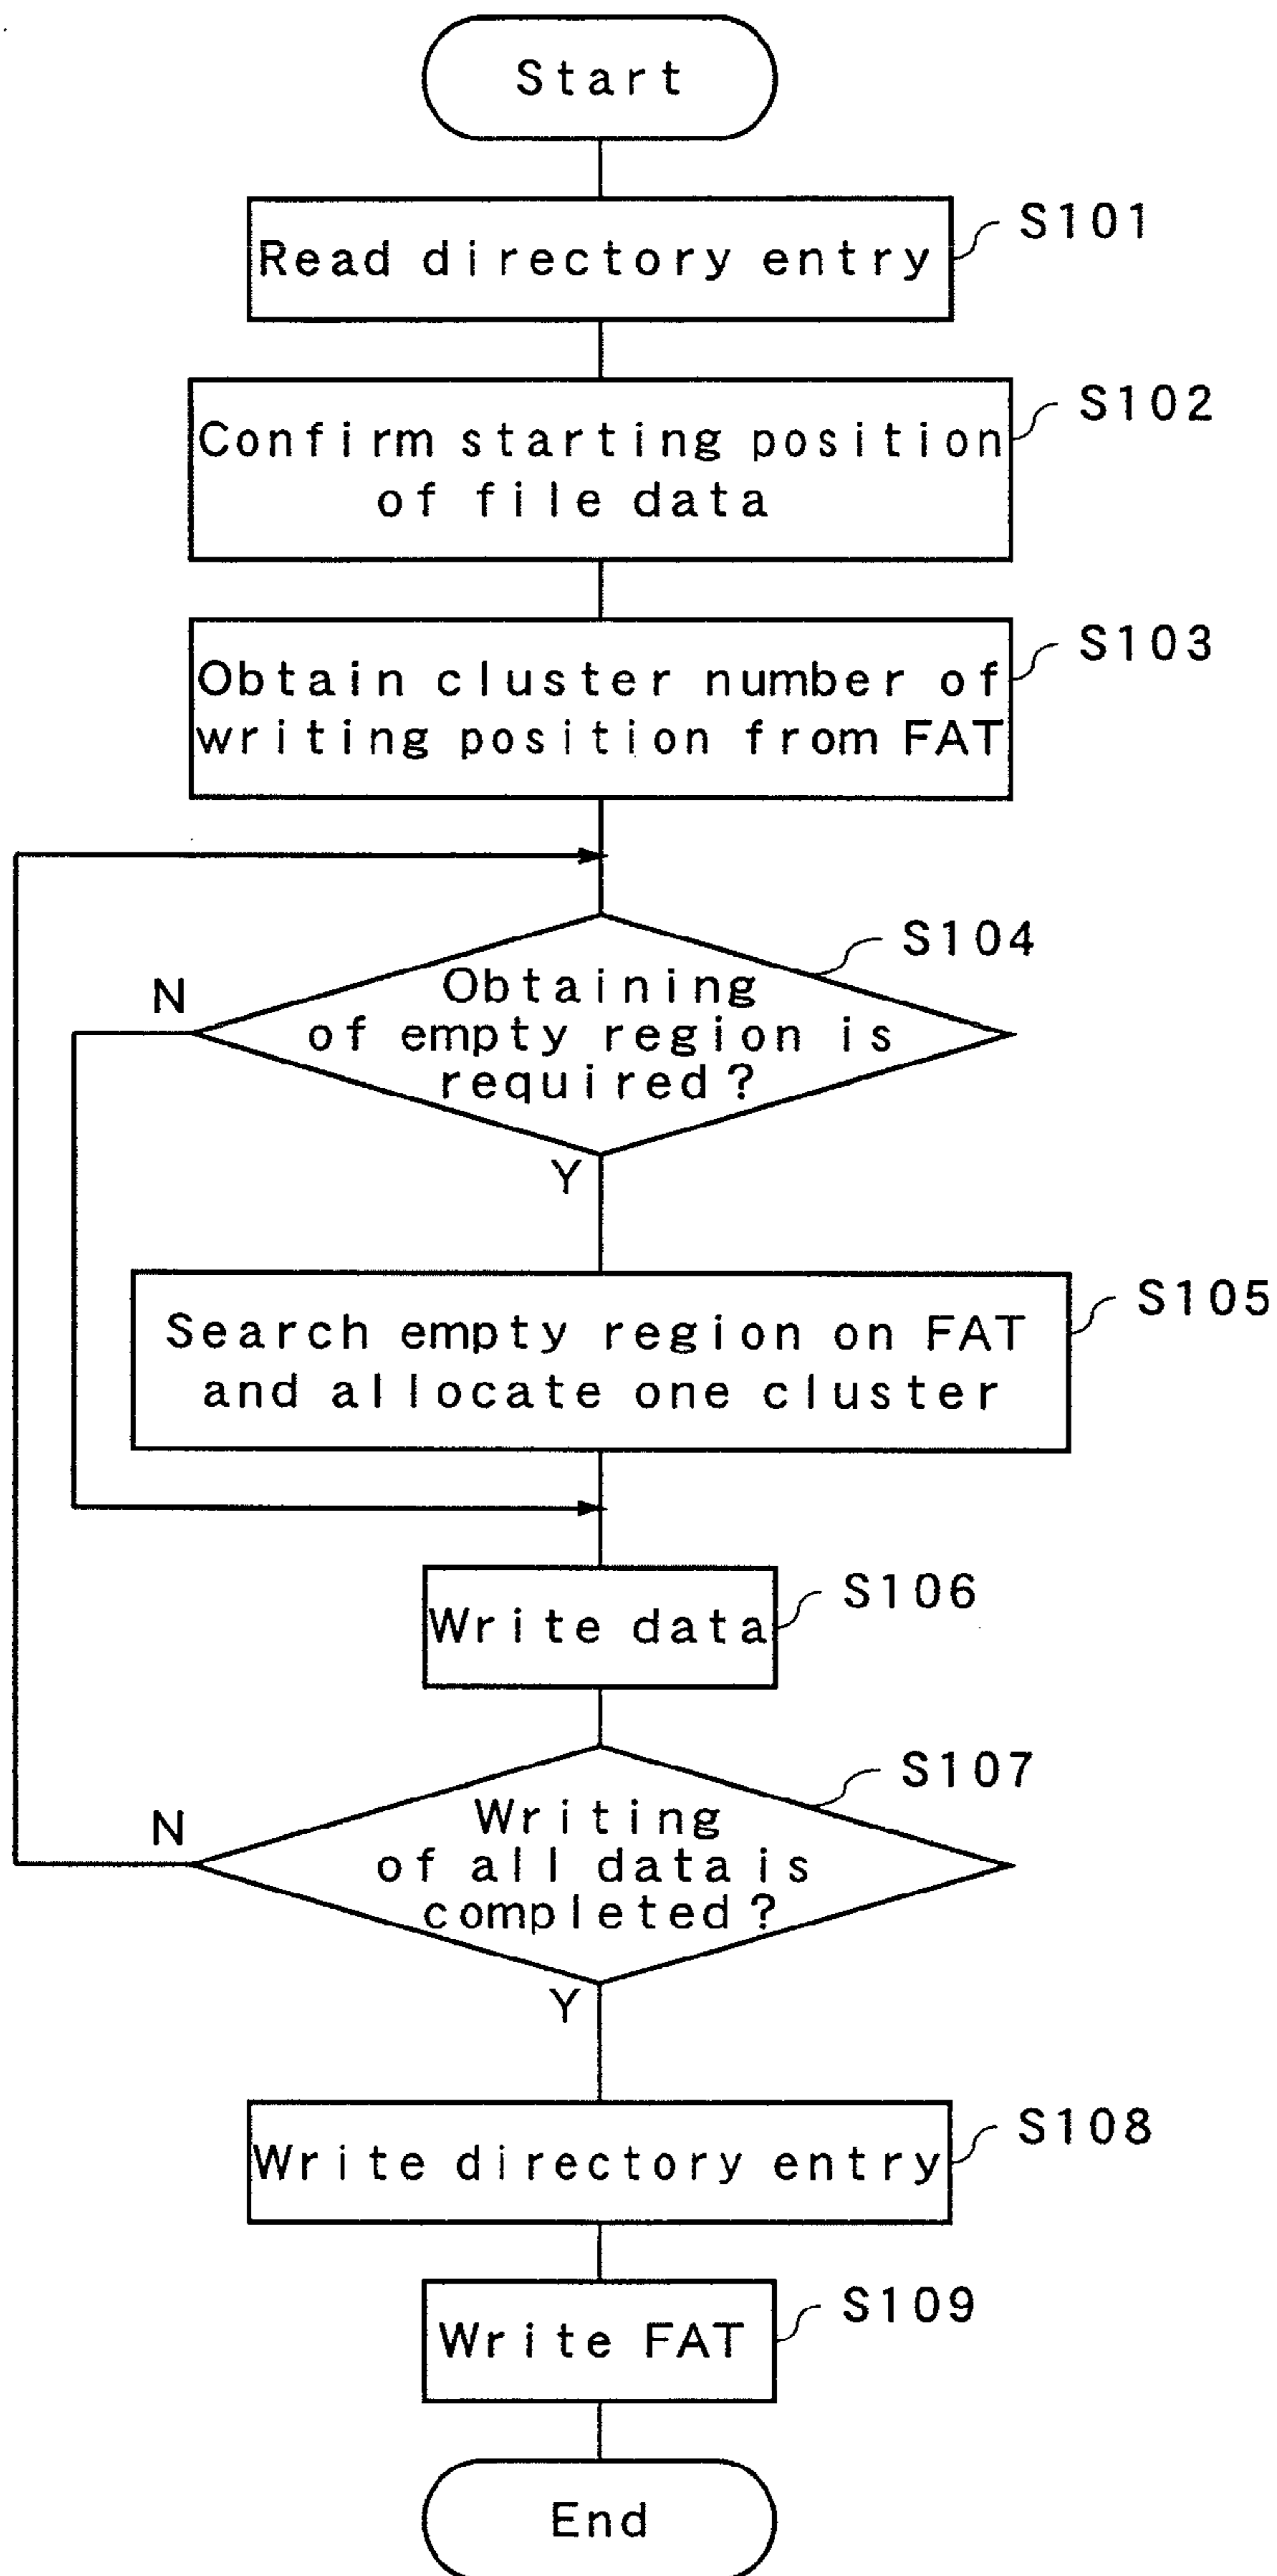 Start
Read directory entry
S101
Confirm starting position
of file data
S102
Obtain cluster number of
writing position from FAT
S103
Obtaining
of empty region is
required?
S104
N
Y
Search empty region on FAT
and allocate one cluster
S105
Write data
S106
Writing
of all data is
completed?
S107
N
Y
Write directory entry
S108
Write FAT
S109
End